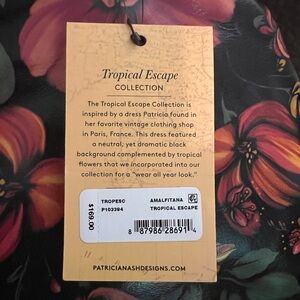 Tropical Escape
COLLECTION
The Tropical Escape Collection is
inspired by a dress Patricia found in
her favorite vintage clothing shop
in Paris, France. This dress featured
a neutral, yet dramatic black
background complemented by tropical
flowers that we incorporated into our
collection for a “wear all year look.”
$169.00
TROPESC
P103394
AMALFITANA
TROPICAL ESCAPE
8 87986 28691 4
PATRICIANASHDESIGNS.COM